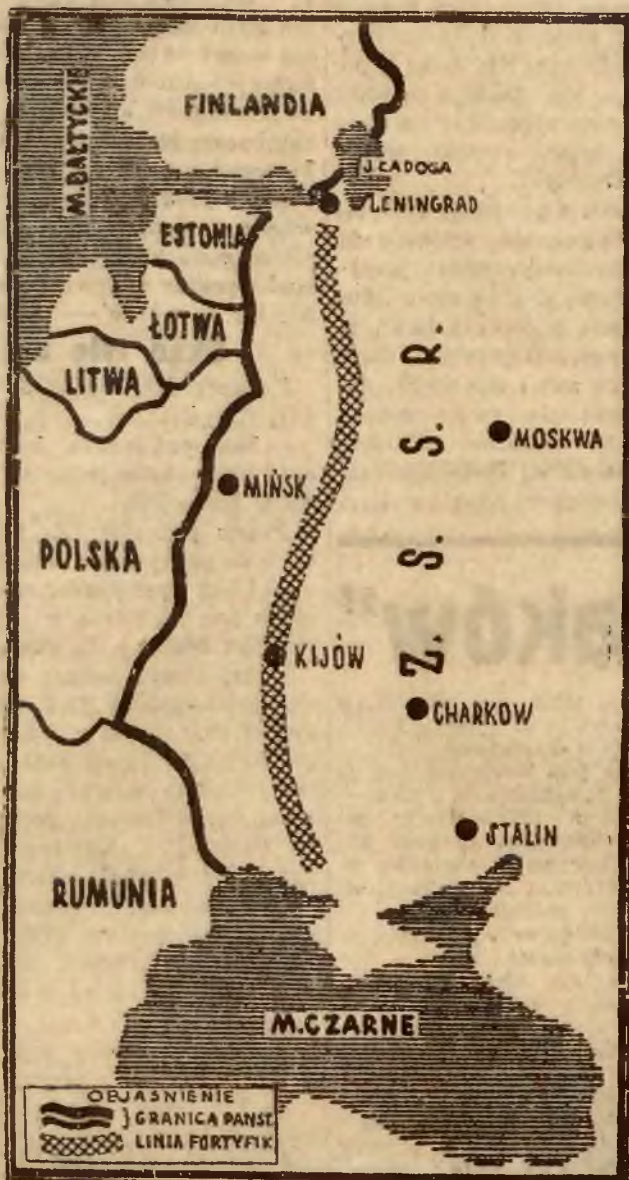 FINLANDIA
M. BAŁTYCKIE
J. ŁADOGA
LENINGRAD
ESTONIA
ŁOTWA
LITWA
Z. S. S. R.
MOSKWA
MIŃSK
POLSKA
KIJÓW
CHARKOW
STALIN
RUMUNIA
M. CZARNE
OBJAŚNIENIE
GRANICA PAŃST.
LINIA FORTYFIK